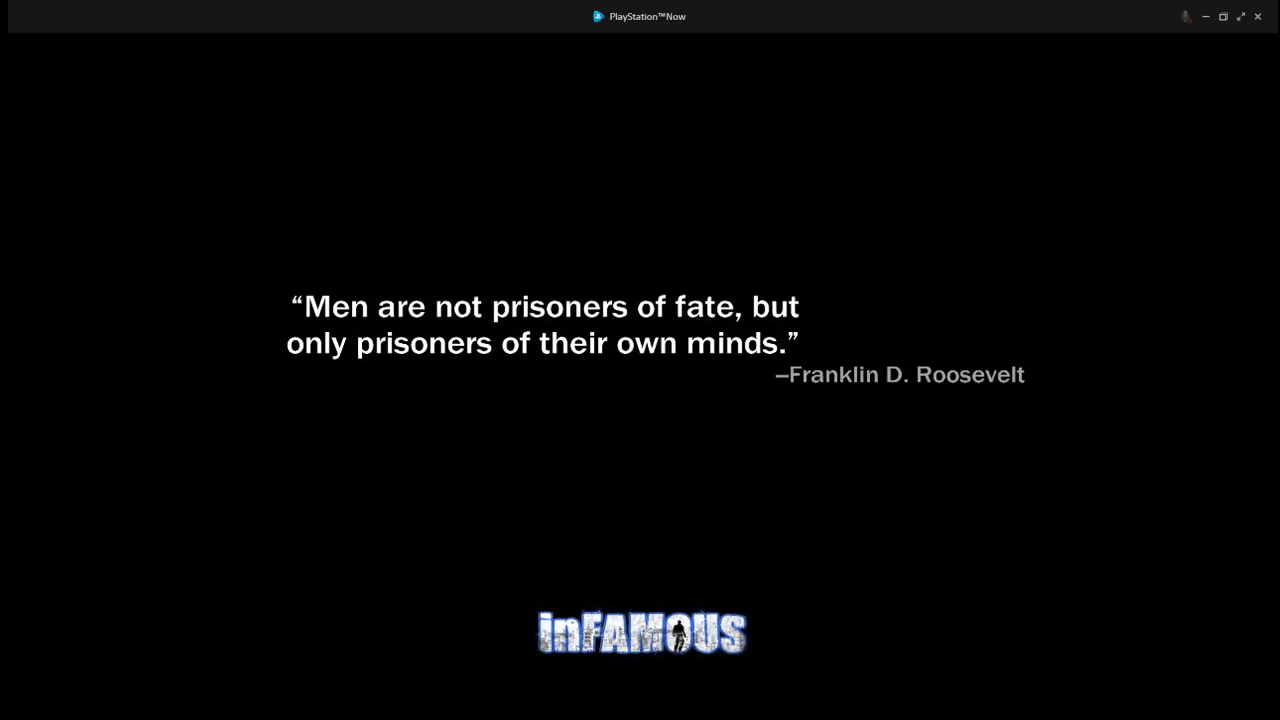 PlayStation™Now
“Men are not prisoners of fate, but
only prisoners of their own minds.”
–Franklin D. Roosevelt
inFAMOUS